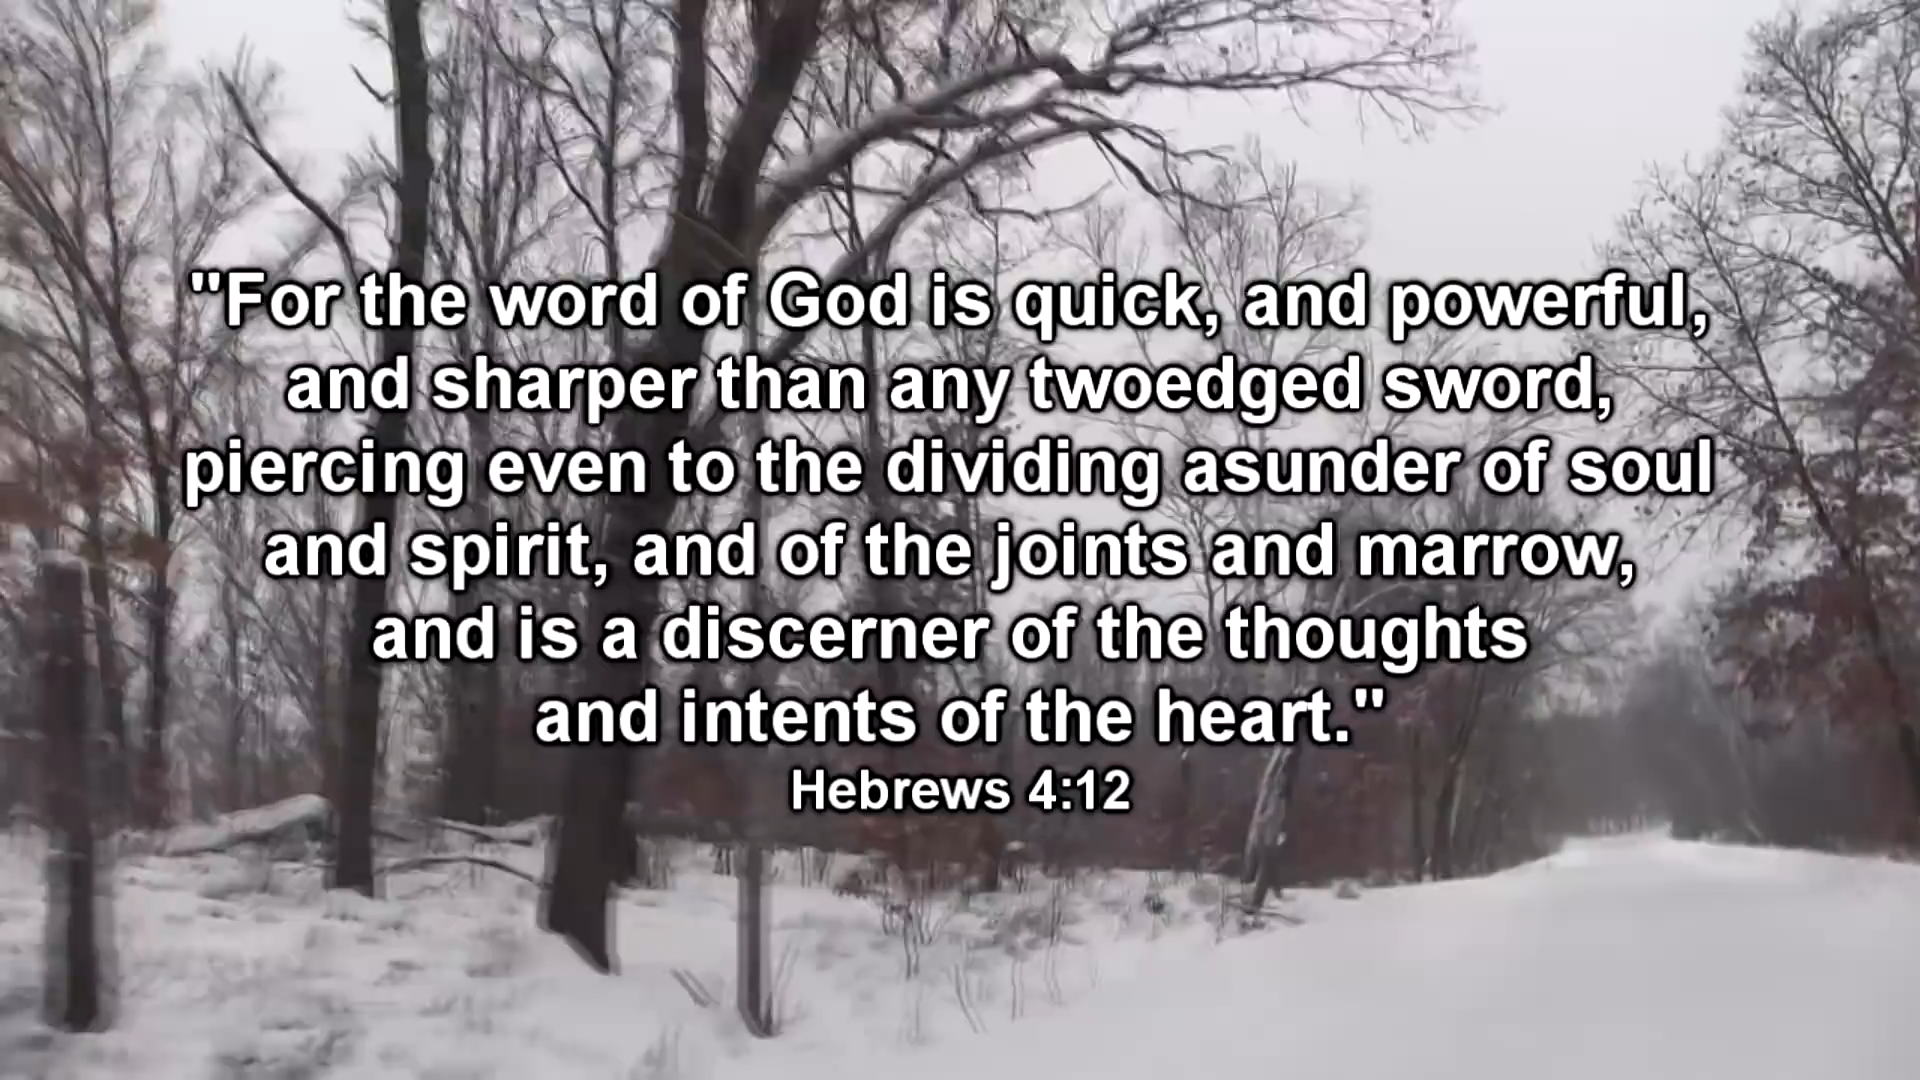 "For the word of God is quick, and powerful,
and sharper than any twoedged sword,
piercing even to the dividing asunder of soul
and spirit, and of the joints and marrow,
and is a discerner of the thoughts
and intents of the heart."
Hebrews 4:12